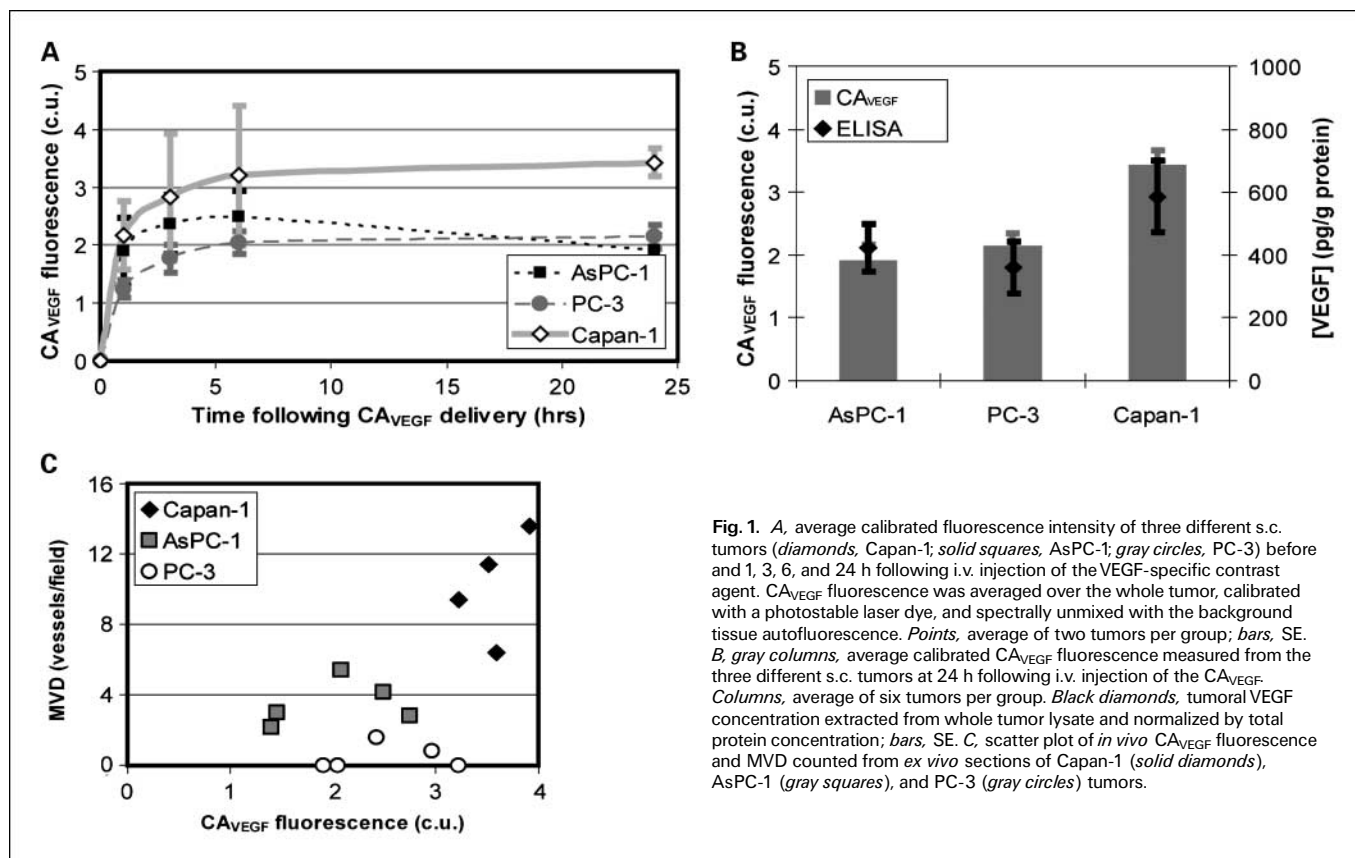 A
CAVEGF fluorescence (c.u.)
5
4
3
2
1
0
0 5 10 15 20 25
Time following CAVEGF delivery (hrs)
AsPC-1
PC-3
Capan-1
B
CAVEGF fluorescence (c.u.)
5
4
3
2
1
0
CAVEGF
ELISA
1000
800
600
400
200
0
[VEGF] (pg/g protein)
AsPC-1 PC-3 Capan-1
C
MVD (vessels/field)
16
12
8
4
0
Capan-1
AsPC-1
PC-3
0 1 2 3 4
CAVEGF fluorescence (c.u.)
Fig. 1. A, average calibrated fluorescence intensity of three different s.c.
tumors (diamonds, Capan-1; solid squares, AsPC-1; gray circles, PC-3) before
and 1, 3, 6, and 24 h following i.v. injection of the VEGF-specific contrast
agent. CAVEGF fluorescence was averaged over the whole tumor, calibrated
with a photostable laser dye, and spectrally unmixed with the background
tissue autofluorescence. Points, average of two tumors per group; bars, SE.
B, gray columns, average calibrated CAVEGF fluorescence measured from the
three different s.c. tumors at 24 h following i.v. injection of the CAVEGF.
Columns, average of six tumors per group. Black diamonds, tumoral VEGF
concentration extracted from whole tumor lysate and normalized by total
protein concentration; bars, SE. C, scatter plot of in vivo CAVEGF fluorescence
and MVD counted from ex vivo sections of Capan-1 (solid diamonds),
AsPC-1 (gray squares), and PC-3 (gray circles) tumors.